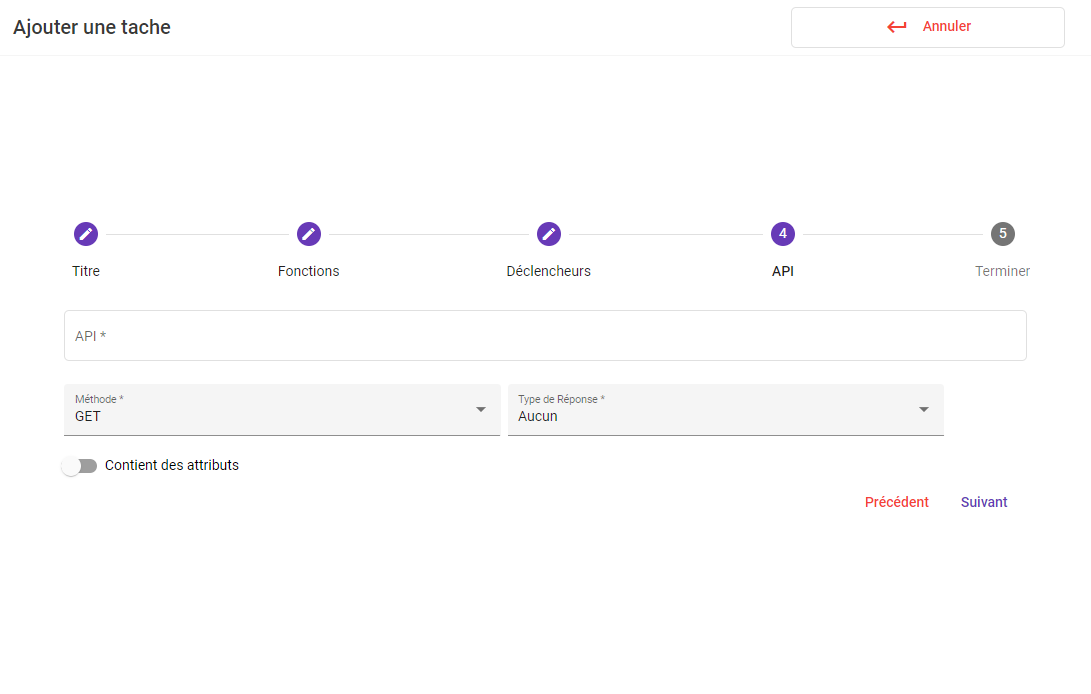 Ajouter une tache
Annuler
4
5
Titre
Fonctions
Déclencheurs
API
Terminer
API *
Méthode *
GET
Type de Réponse *
Aucun
Contient des attributs
Précédent
Suivant